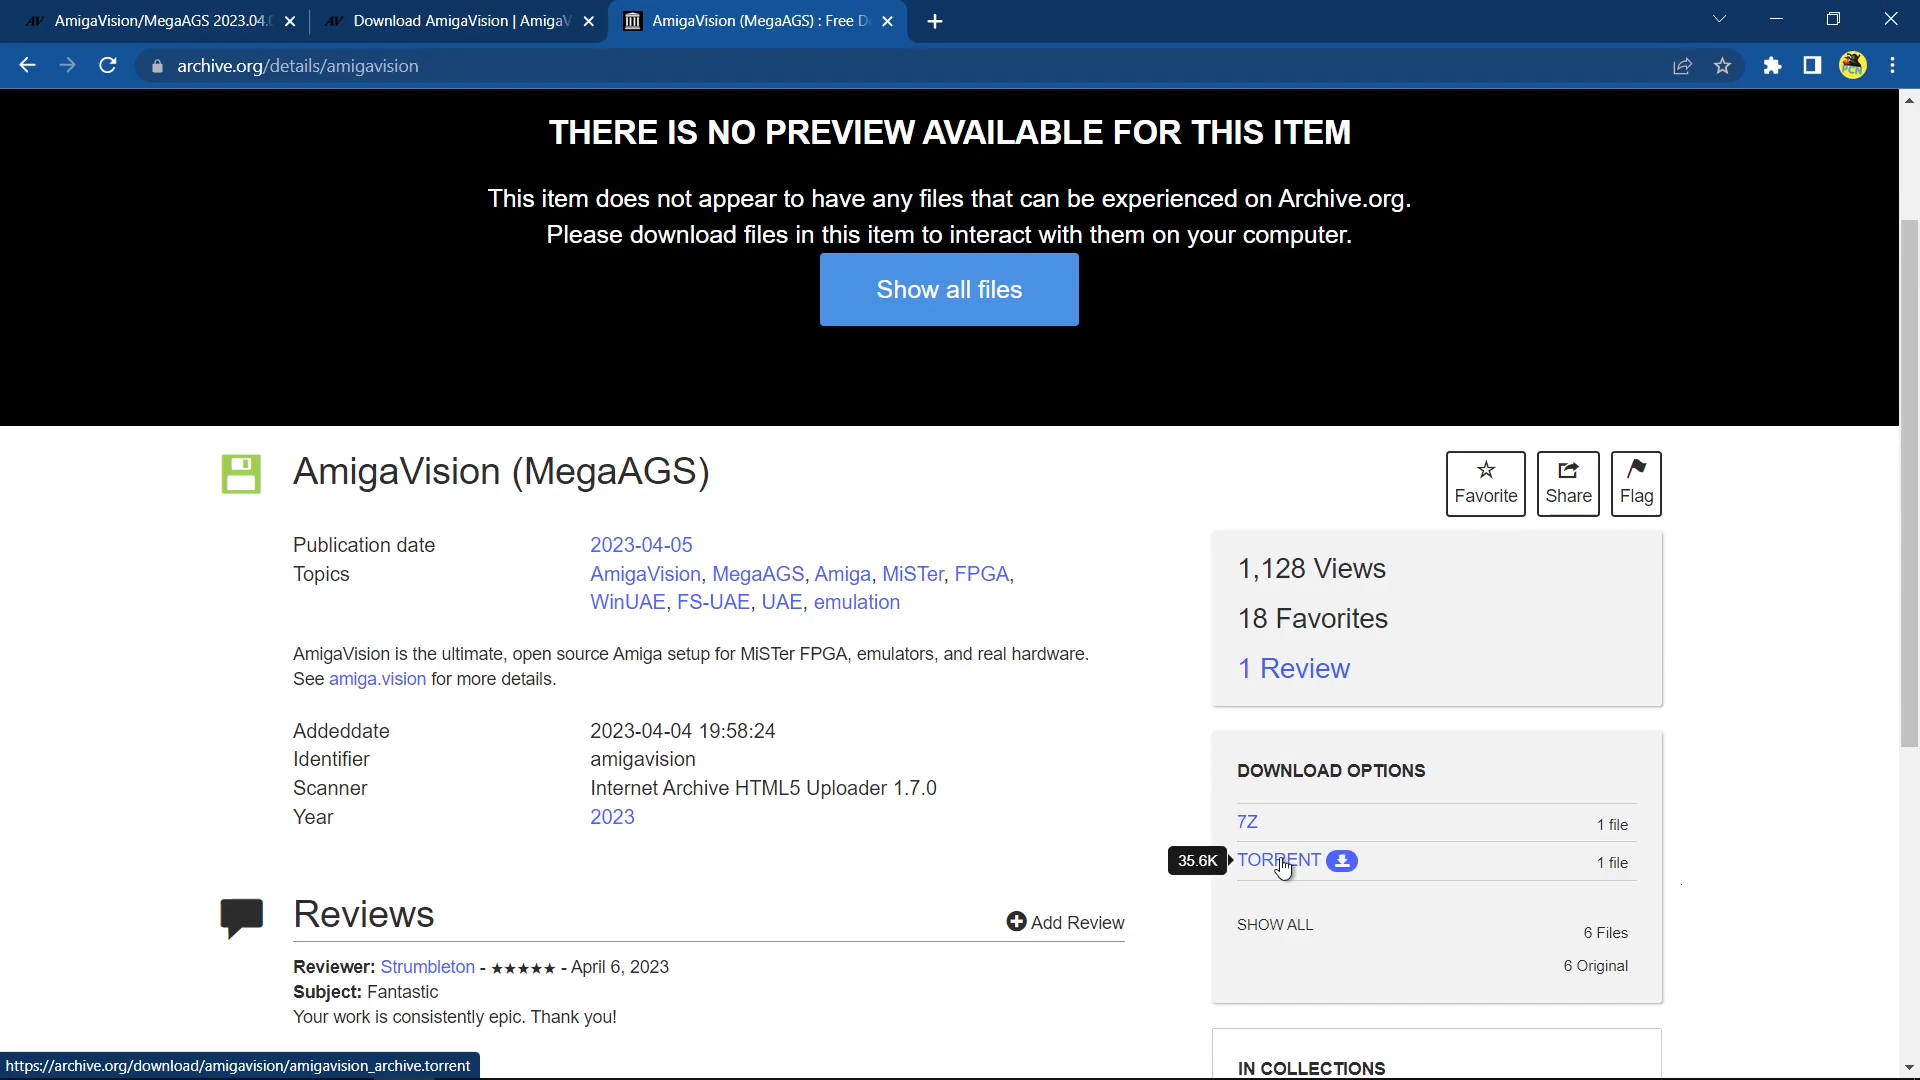 AV AmigaVision/MegaAGS 2023.04.0
AV Download AmigaVision | AmigaV
AmigaVision (MegaAGS) : Free D
archive.org/details/amigavision
PCN
THERE IS NO PREVIEW AVAILABLE FOR THIS ITEM
This item does not appear to have any files that can be experienced on Archive.org.
Please download files in this item to interact with them on your computer.
Show all files
AmigaVision (MegaAGS)
Favorite
Share
Flag
Publication date 2023-04-05
Topics AmigaVision, MegaAGS, Amiga, MiSTer, FPGA,
WinUAE, FS-UAE, UAE, emulation
AmigaVision is the ultimate, open source Amiga setup for MiSTer FPGA, emulators, and real hardware.
See amiga.vision for more details.
Addeddate 2023-04-04 19:58:24
Identifier amigavision
Scanner Internet Archive HTML5 Uploader 1.7.0
Year 2023
1,128 Views
18 Favorites
1 Review
DOWNLOAD OPTIONS
7Z 1 file
35.6K TORRENT 1 file
SHOW ALL 6 Files
6 Original
Reviews
Add Review
Reviewer: Strumbleton - ★★★★★ - April 6, 2023
Subject: Fantastic
Your work is consistently epic. Thank you!
IN COLLECTIONS
https://archive.org/download/amigavision/amigavision_archive.torrent